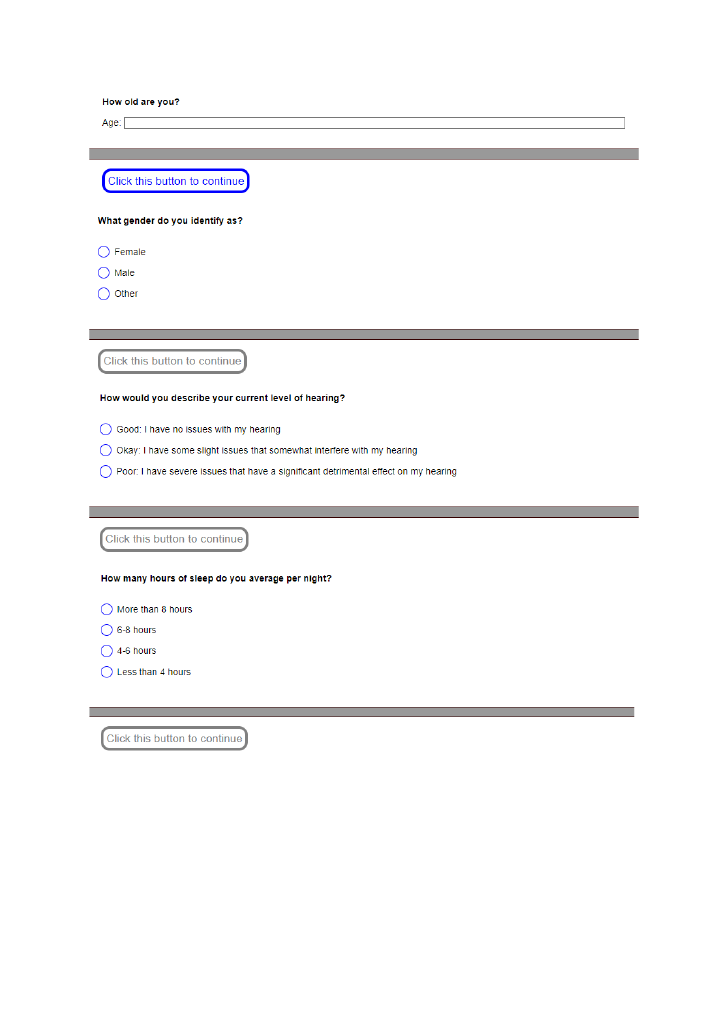 How old are you?
Age:
Click this button to continue
What gender do you identify as?
Female
Male
Other
Click this button to continue
How would you describe your current level of hearing?
Good: I have no issues with my hearing
Okay: I have some slight issues that somewhat interfere with my hearing
Poor: I have severe issues that have a significant detrimental effect on my hearing
Click this button to continue
How many hours of sleep do you average per night?
More than 8 hours
6-8 hours
4-6 hours
Less than 4 hours
Click this button to continue